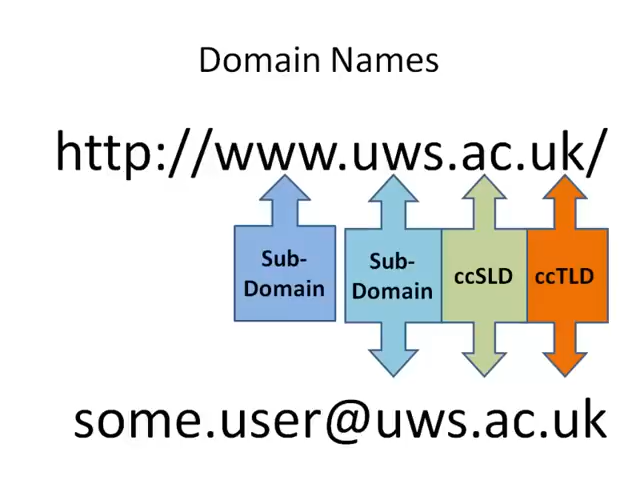 Domain Names
http://www.uws.ac.uk/
Sub-
Domain
Sub-
Domain
ccSLD
ccTLD
some.user@uws.ac.uk